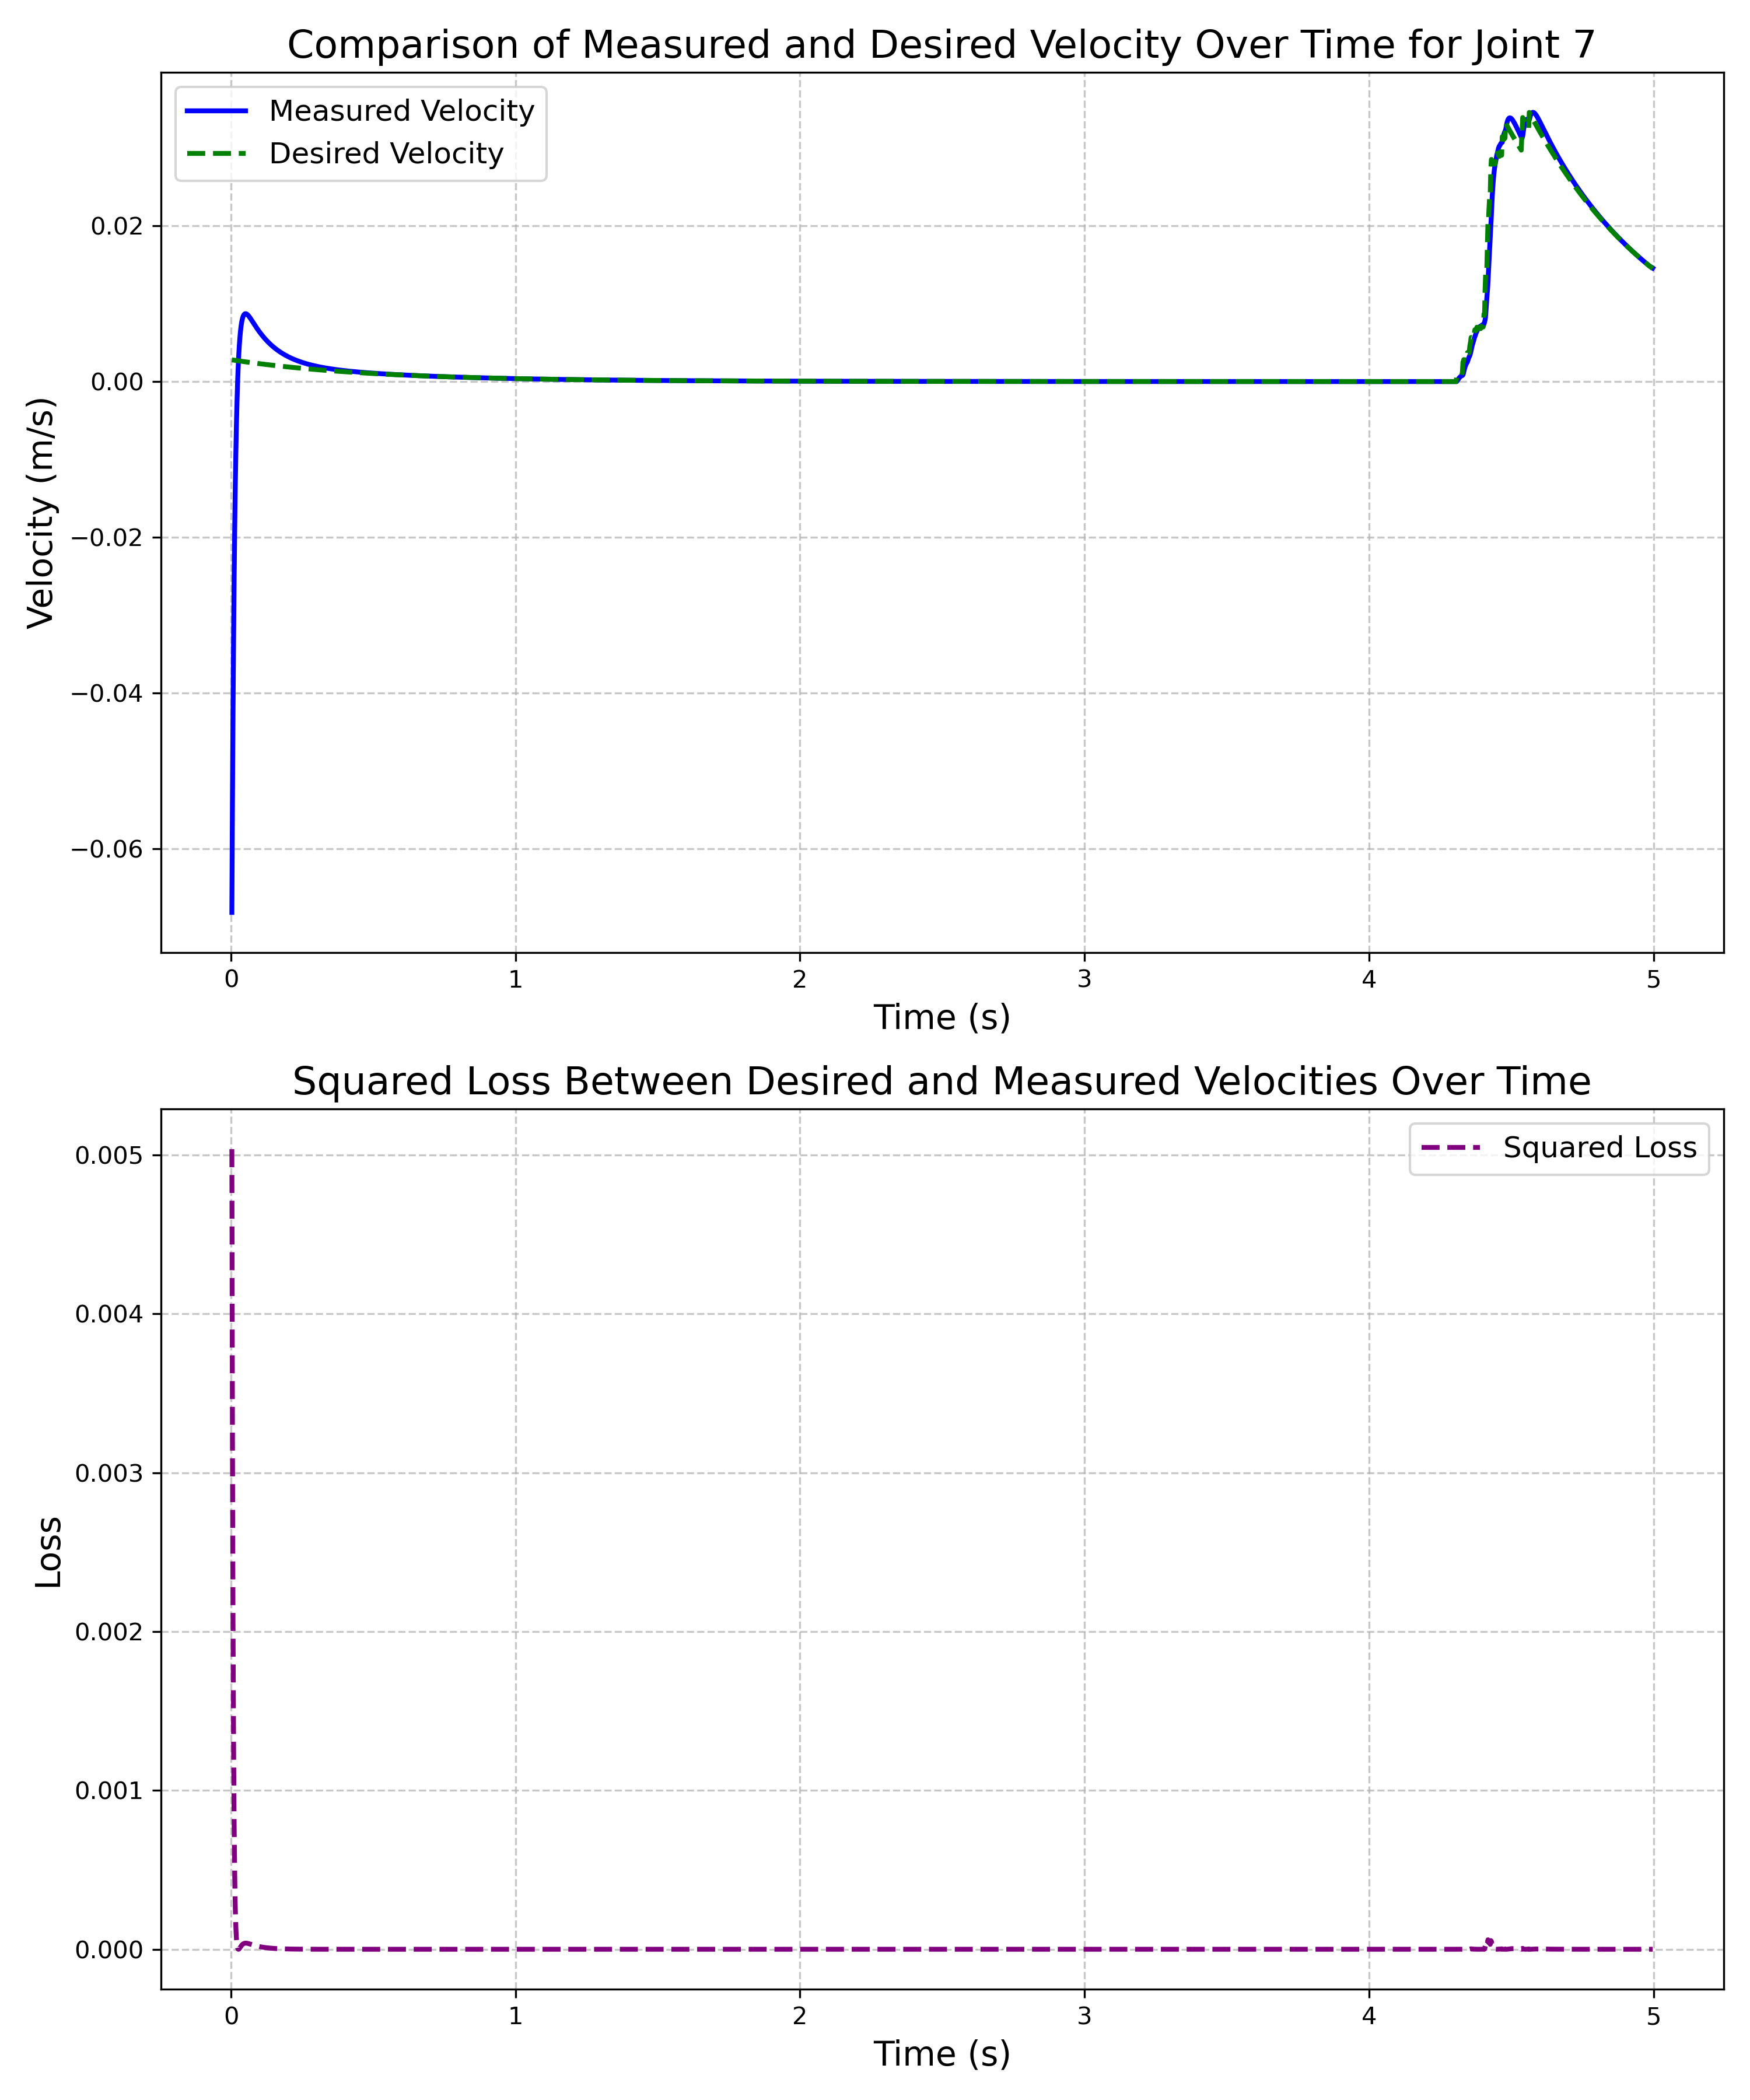 Comparison of Measured and Desired Velocity Over Time for Joint 7
Measured Velocity
Desired Velocity
0.02
0.00
−0.02
−0.04
−0.06
Velocity (m/s)
0 1 2 3 4 5
Time (s)
Squared Loss Between Desired and Measured Velocities Over Time
Squared Loss
0.005
0.004
0.003
0.002
0.001
0.000
Loss
0 1 2 3 4 5
Time (s)